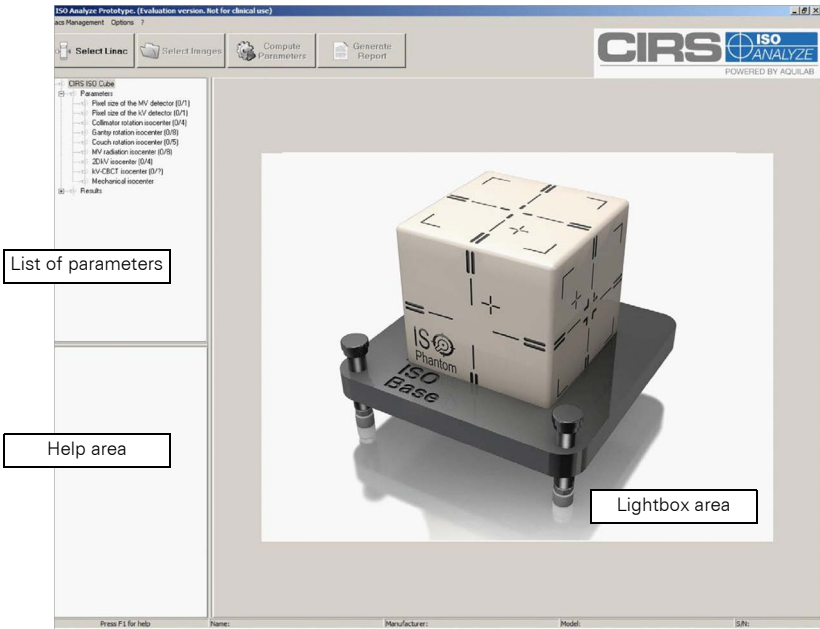 ISO Analyze Prototype. (Evaluation version. Not for clinical use)
acs Management Options ?
Select Linac
Select Images
Compute
Parameters
Generate
Report
CIRS
ISO
ANALYZE
POWERED BY AQUILAB
CIRS ISO Cube
Parameters
Pixel size of the MV detector (0/1)
Pixel size of the kV detector (0/1)
Collimator rotation isocenter (0/4)
Gantry rotation isocenter (0/8)
Couch rotation isocenter (0/5)
MV radiation isocenter (0/8)
2DkV isocenter (0/4)
kV-CBCT isocenter (0/?)
Mechanical isocenter
Results
List of parameters
ISO
Phantom
ISO
Base
Help area
Lightbox area
Press F1 for help
Name:
Manufacturer:
Model:
S/N: